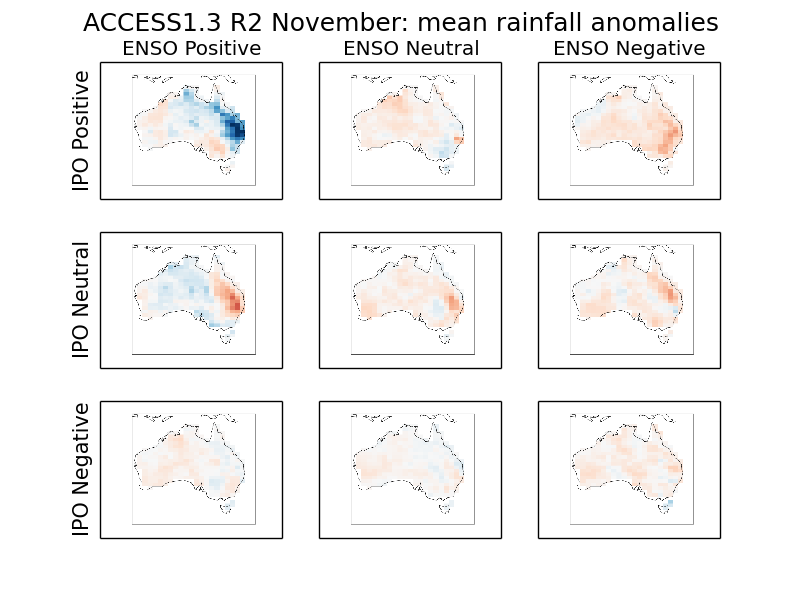 ACCESS1.3 R2 November: mean rainfall anomalies
ENSO Positive
ENSO Neutral
ENSO Negative
IPO Positive
IPO Neutral
IPO Negative